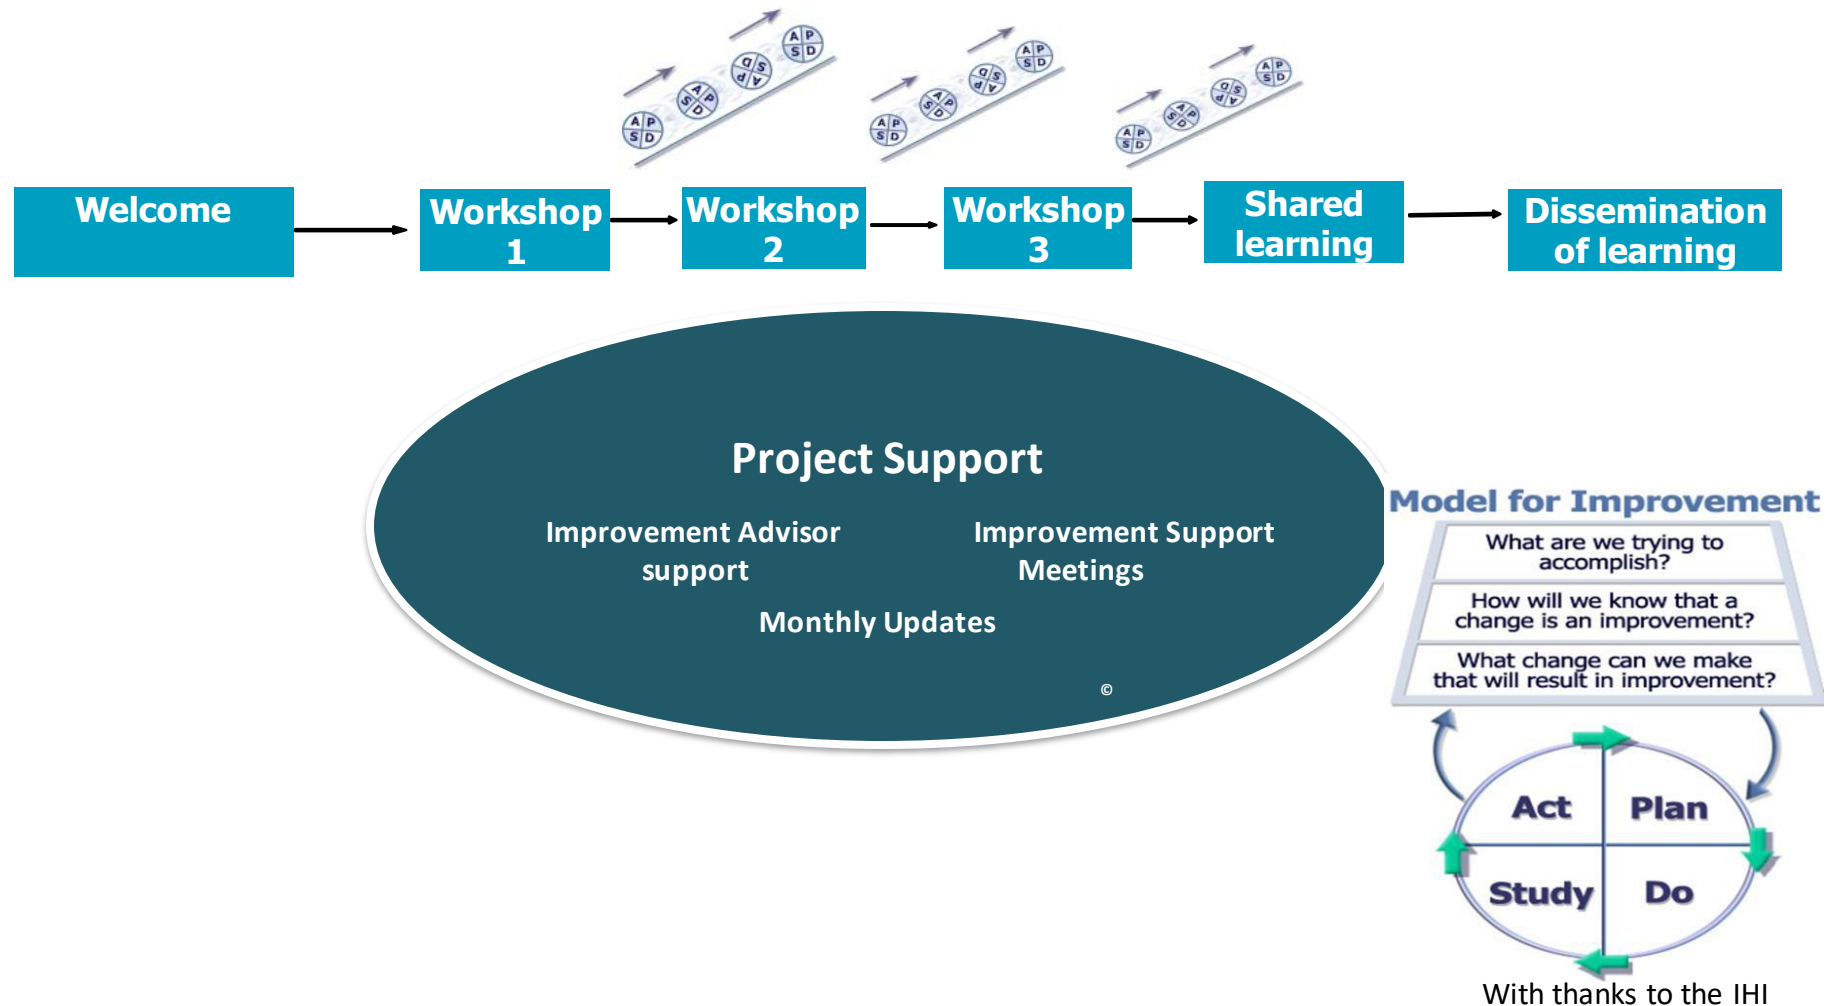 A P
S D
A P
S D
A P
S D
A P
S D
A P
S D
A P
S D
A P
S D
A P
S D
A P
S D
A P
S D
A P
S D
A P
S D
Welcome
Workshop
1
Workshop
2
Workshop
3
Shared
learning
Dissemination
of learning
Project Support
Improvement Advisor
support
Improvement Support
Meetings
Monthly Updates
©
Model for Improvement
What are we trying to
accomplish?
How will we know that a
change is an improvement?
What change can we make
that will result in improvement?
Act
Plan
Study
Do
With thanks to the IHI